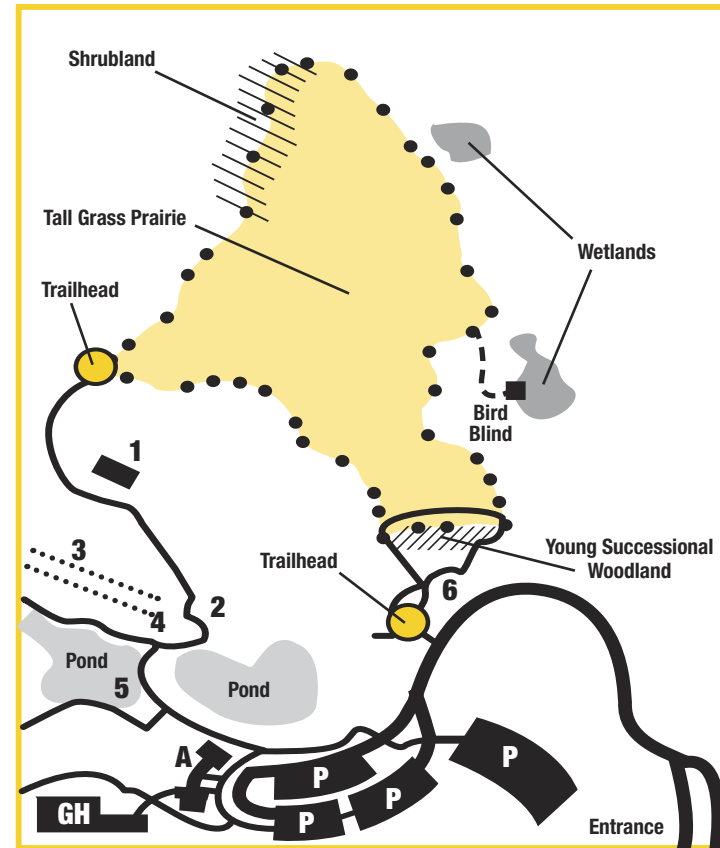 Shrubland
Tall Grass Prairie
Wetlands
Trailhead
Bird
Blind
1
3
Trailhead
Young Successional
Woodland
6
2
4
Pond
5
Pond
A
P
P
P
P
GH
Entrance